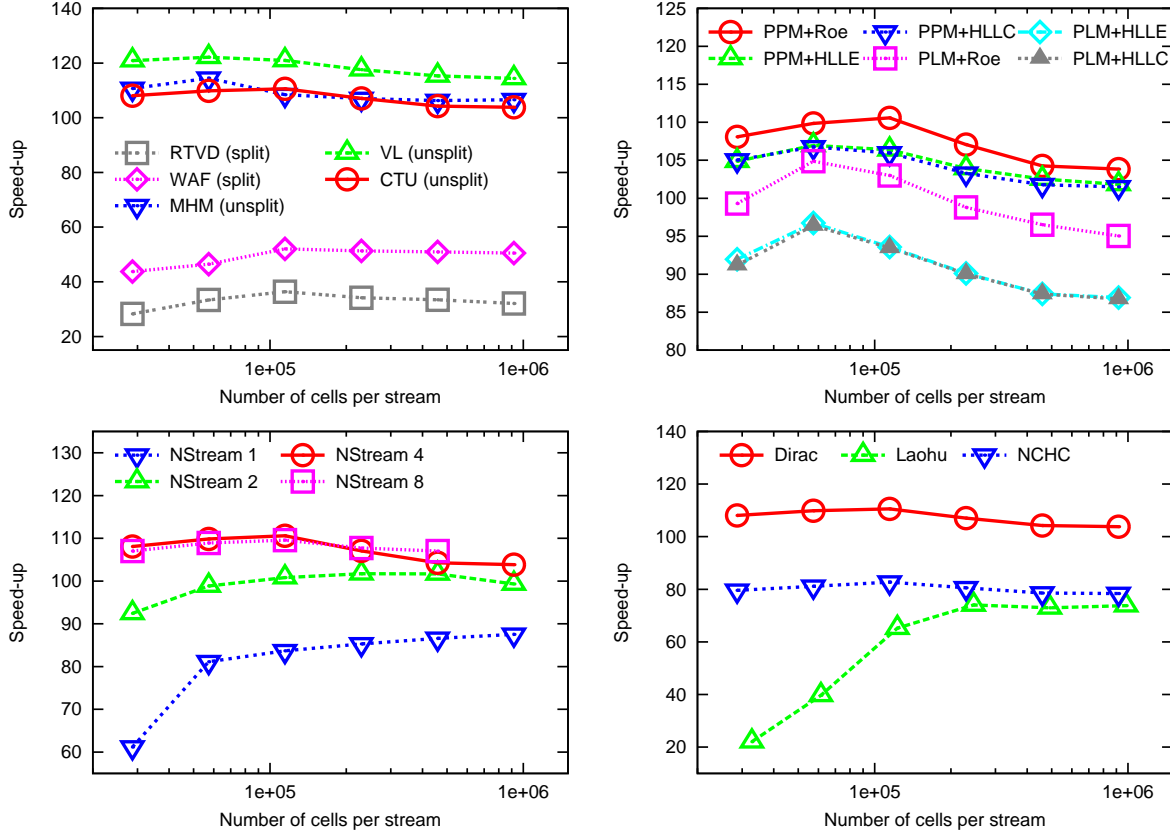 140
120
100
80
60
40
20
Speed-up
RTVD (split)
WAF (split)
MHM (unsplit)
VL (unsplit)
CTU (unsplit)
1e+05
1e+06
Number of cells per stream
125
120
115
110
105
100
95
90
85
80
Speed-up
PPM+Roe
PPM+HLLE
PPM+HLLC
PLM+Roe
PLM+HLLE
PLM+HLLC
1e+05
1e+06
Number of cells per stream
130
120
110
100
90
80
70
60
Speed-up
NStream 1
NStream 2
NStream 4
NStream 8
1e+05
1e+06
Number of cells per stream
140
120
100
80
60
40
20
Speed-up
Dirac
Laohu
NCHC
1e+05
1e+06
Number of cells per stream